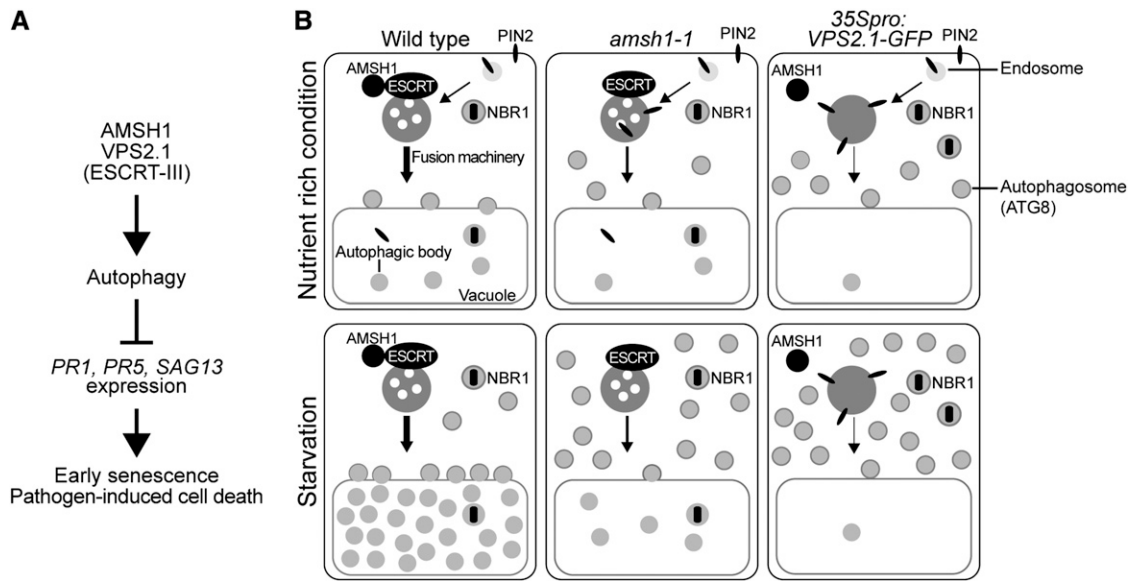 A
AMSH1
VPS2.1
(ESCRT-III)
Autophagy
PR1, PR5, SAG13
expression
Early senescence
Pathogen-induced cell death
B
Wild type
PIN2
amsh1-1
PIN2
35Spro:
VPS2.1-GFP
PIN2
Nutrient rich condition
AMSH1
ESCRT
NBR1
Fusion machinery
Autophagic body
Vacuole
ESCRT
NBR1
AMSH1
NBR1
Endosome
Autophagosome
(ATG8)
Starvation
AMSH1
ESCRT
NBR1
ESCRT
NBR1
AMSH1
NBR1